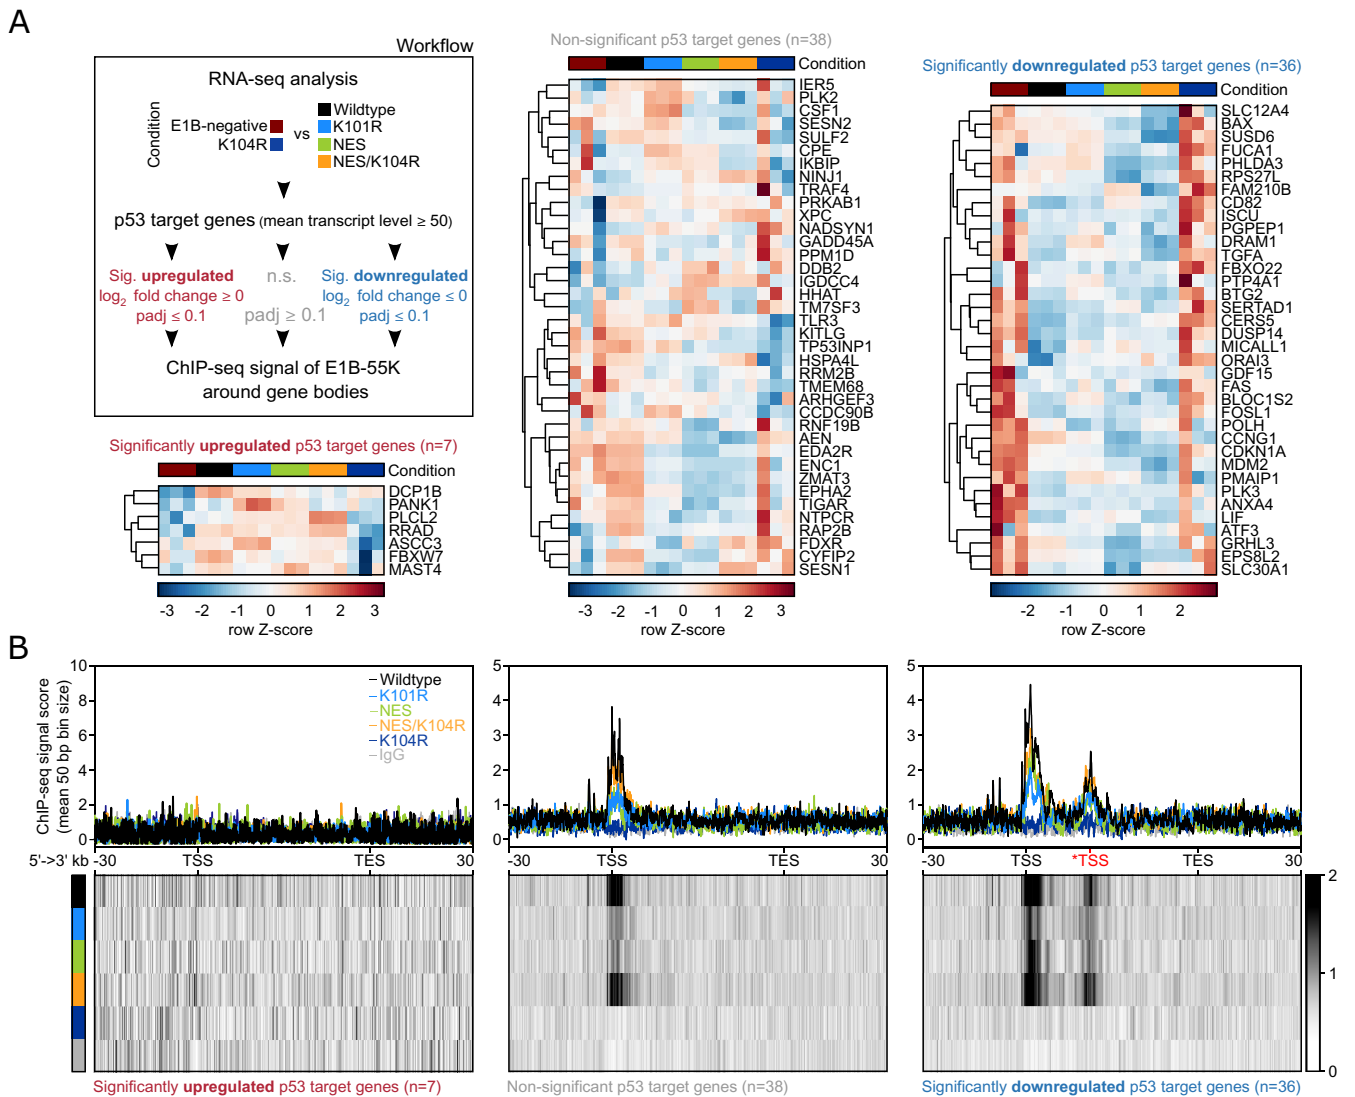 A
Workflow
RNA-seq analysis
Condition
E1B-negative
K104R
vs
Wildtype
K101R
NES
NES/K104R
p53 target genes (mean transcript level ≥ 50)
Sig. upregulated
log2 fold change ≥ 0
padj ≤ 0.1
n.s.
padj ≥ 0.1
Sig. downregulated
log2 fold change ≤ 0
padj ≤ 0.1
ChIP-seq signal of E1B-55K
around gene bodies
Significantly upregulated p53 target genes (n=7)
Condition
DCP1B
PANK1
PLCL2
RRAD
ASCC3
FBXW7
MAST4
-3 -2 -1 0 1 2 3
row Z-score
Non-significant p53 target genes (n=38)
Condition
IER5
PLK2
CSF1
SESN2
SULF2
CPE
IKBIP
NINJ1
TRAF4
PRKAB1
XPC
NADSYN1
GADD45A
PPM1D
DDB2
IGDCC4
HHAT
TM7SF3
TLR3
KITLG
TP53INP1
HSPA4L
RRM2B
TMEM68
ARHGEF3
CCDC90B
RNF19B
AEN
EDA2R
ENC1
ZMAT3
EPHA2
TIGAR
NTPCR
RAP2B
FDXR
CYFIP2
SESN1
-3 -2 -1 0 1 2 3
row Z-score
Significantly downregulated p53 target genes (n=36)
Condition
SLC12A4
BAX
SUSD6
FUCA1
PHLDA3
RPS27L
FAM210B
CD82
ISCU
PGPEP1
DRAM1
TGFA
FBXO22
PTP4A1
BTG2
SERTAD1
CERS5
DUSP14
MICALL1
ORAI3
GDF15
FAS
BLOC1S2
FOSL1
POLH
CCNG1
CDKN1A
MDM2
PMAIP1
PLK3
ANXA4
LIF
ATF3
GRHL3
EPS8L2
SLC30A1
-2 -1 0 1 2
row Z-score
B
ChIP-seq signal score
(mean 50 bp bin size)
10
8
6
4
2
0
Wildtype
K101R
NES
NES/K104R
K104R
IgG
5'->3' kb
-30 TSS TES 30
Significantly upregulated p53 target genes (n=7)
5
4
3
2
1
0
-30 TSS TES 30
Non-significant p53 target genes (n=38)
5
4
3
2
1
0
-30 TSS *TSS TES 30
Significantly downregulated p53 target genes (n=36)
2
1
0